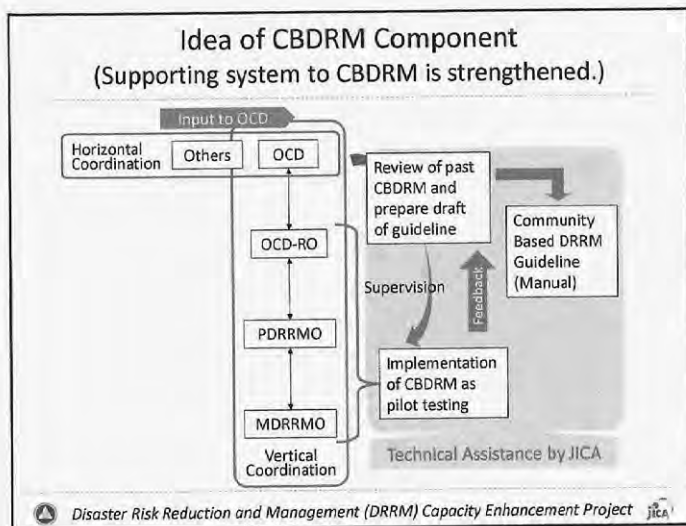 Idea of CBDRM Component
(Supporting system to CBDRM is strengthened.)
Input to OCD
Horizontal
Coordination
Others
OCD
OCD-RO
PDRRMO
MDRRMO
Vertical
Coordination
Review of past
CBDRM and
prepare draft
of guideline
Supervision
Feedback
Implementation
of CBDRM as
pilot testing
Community
Based DRRM
Guideline
(Manual)
Technical Assistance by JICA
Disaster Risk Reduction and Management (DRRM) Capacity Enhancement Project
jica